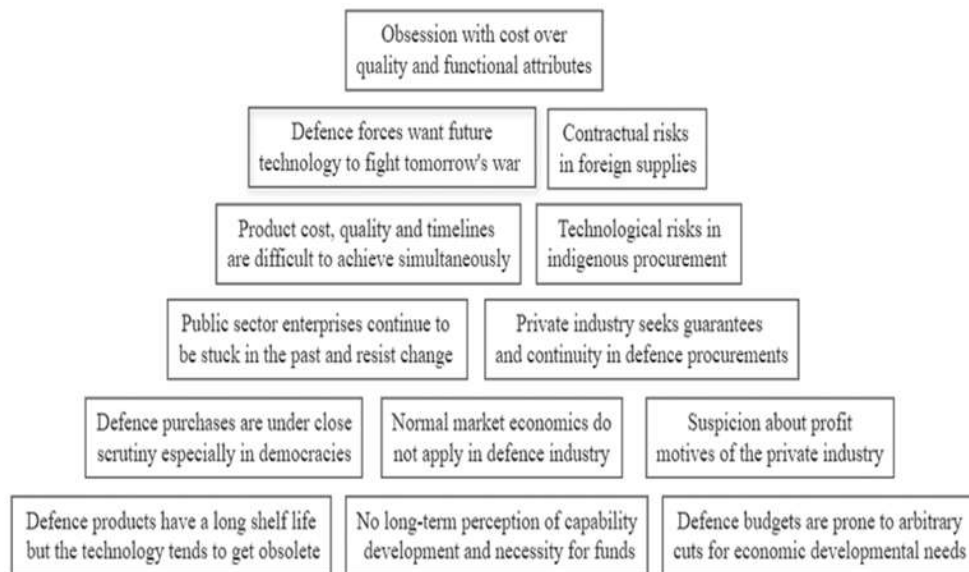 Obsession with cost over
quality and functional attributes
Defence forces want future
technology to fight tomorrow's war
Contractual risks
in foreign supplies
Product cost, quality and timelines
are difficult to achieve simultaneously
Technological risks in
indigenous procurement
Public sector enterprises continue to
be stuck in the past and resist change
Private industry seeks guarantees
and continuity in defence procurements
Defence purchases are under close
scrutiny especially in democracies
Normal market economics do
not apply in defence industry
Suspicion about profit
motives of the private industry
Defence products have a long shelf life
but the technology tends to get obsolete
No long-term perception of capability
development and necessity for funds
Defence budgets are prone to arbitrary
cuts for economic developmental needs